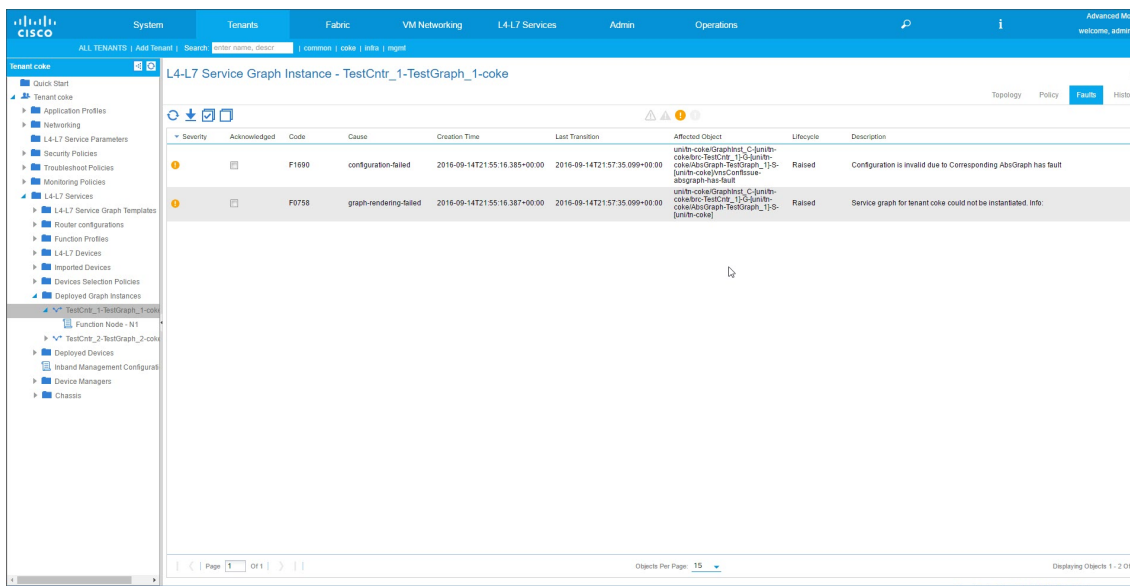 CISCO
System Tenants Fabric VM Networking L4-L7 Services Admin Operations i
Advanced Mo
welcome, admin
ALL TENANTS | Add Tenant | Search: enter name, descr | common | coke | infra | mgmt
Tenant coke
Quick Start
Tenant coke
Application Profiles
Networking
L4-L7 Service Parameters
Security Policies
Troubleshoot Policies
Monitoring Policies
L4-L7 Services
L4-L7 Service Graph Templates
Router configurations
Function Profiles
L4-L7 Devices
Imported Devices
Devices Selection Policies
Deployed Graph Instances
TestCntr_1-TestGraph_1-coke
Function Node - N1
TestCntr_2-TestGraph_2-coke
Deployed Devices
Inband Management Configurati
Device Managers
Chassis
L4-L7 Service Graph Instance - TestCntr_1-TestGraph_1-coke
Topology Policy Faults Histo
Severity Acknowledged Code Cause Creation Time Last Transition Affected Object Lifecycle Description
F1690 configuration-failed 2016-09-14T21:55:16.385+00:00 2016-09-14T21:57:35.099+00:00
uni/tn-coke/GraphInst_C-[uni/tn-
coke/brc-TestCntr_1]-G-[uni/tn-
coke/AbsGraph-TestGraph_1]-S-
[uni/tn-coke]/vnsConfIssue-
absgraph-has-fault
Raised Configuration is invalid due to Corresponding AbsGraph has fault
F0758 graph-rendering-failed 2016-09-14T21:55:16.387+00:00 2016-09-14T21:57:35.099+00:00
uni/tn-coke/GraphInst_C-[uni/tn-
coke/brc-TestCntr_1]-G-[uni/tn-
coke/AbsGraph-TestGraph_1]-S-
[uni/tn-coke]
Raised Service graph for tenant coke could not be instantiated. Info:
Page 1 Of 1 Objects Per Page: 15 Displaying Objects 1 - 2 Of